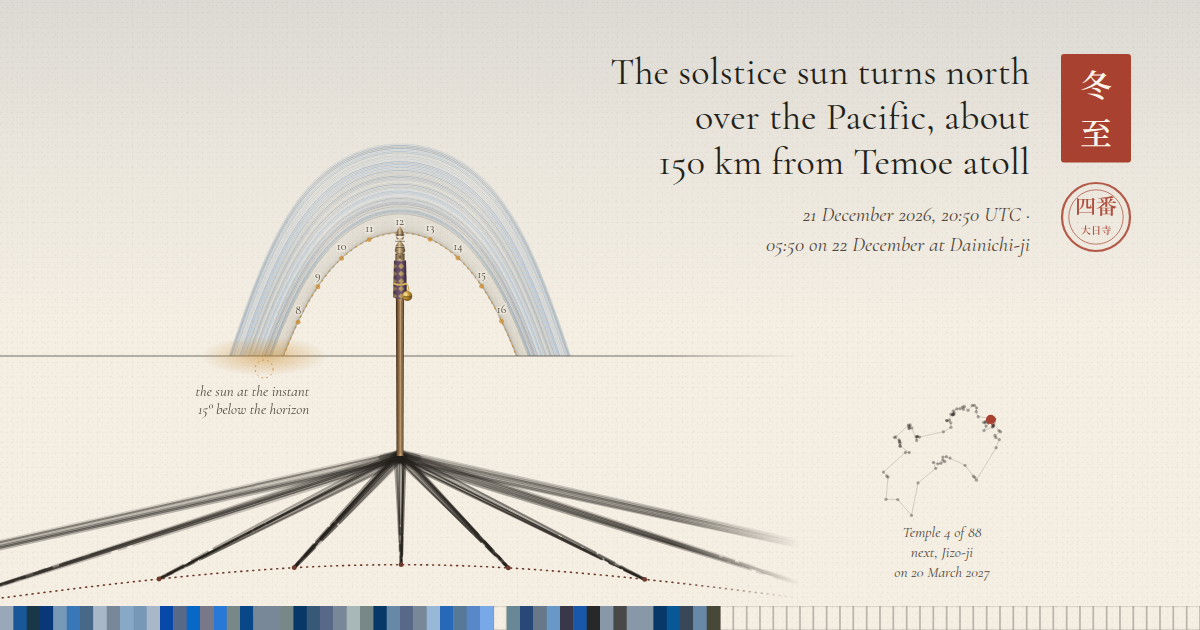 The solstice sun turns north
over the Pacific, about
150 km from Temoe atoll
冬
至
21 December 2026, 20:50 UTC ·
05:50 on 22 December at Dainichi-ji
四番
大日寺
8
9
10
11
12
13
14
15
16
the sun at the instant
15° below the horizon
Temple 4 of 88
next, Jizo-ji
on 20 March 2027